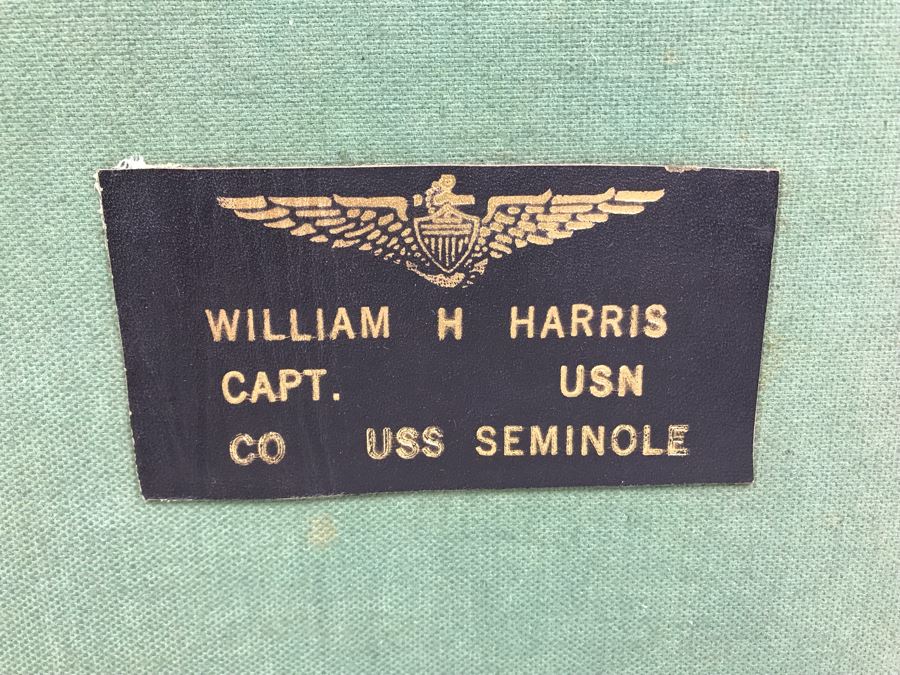 WILLIAM H HARRIS
CAPT. USN
CO USS SEMINOLE